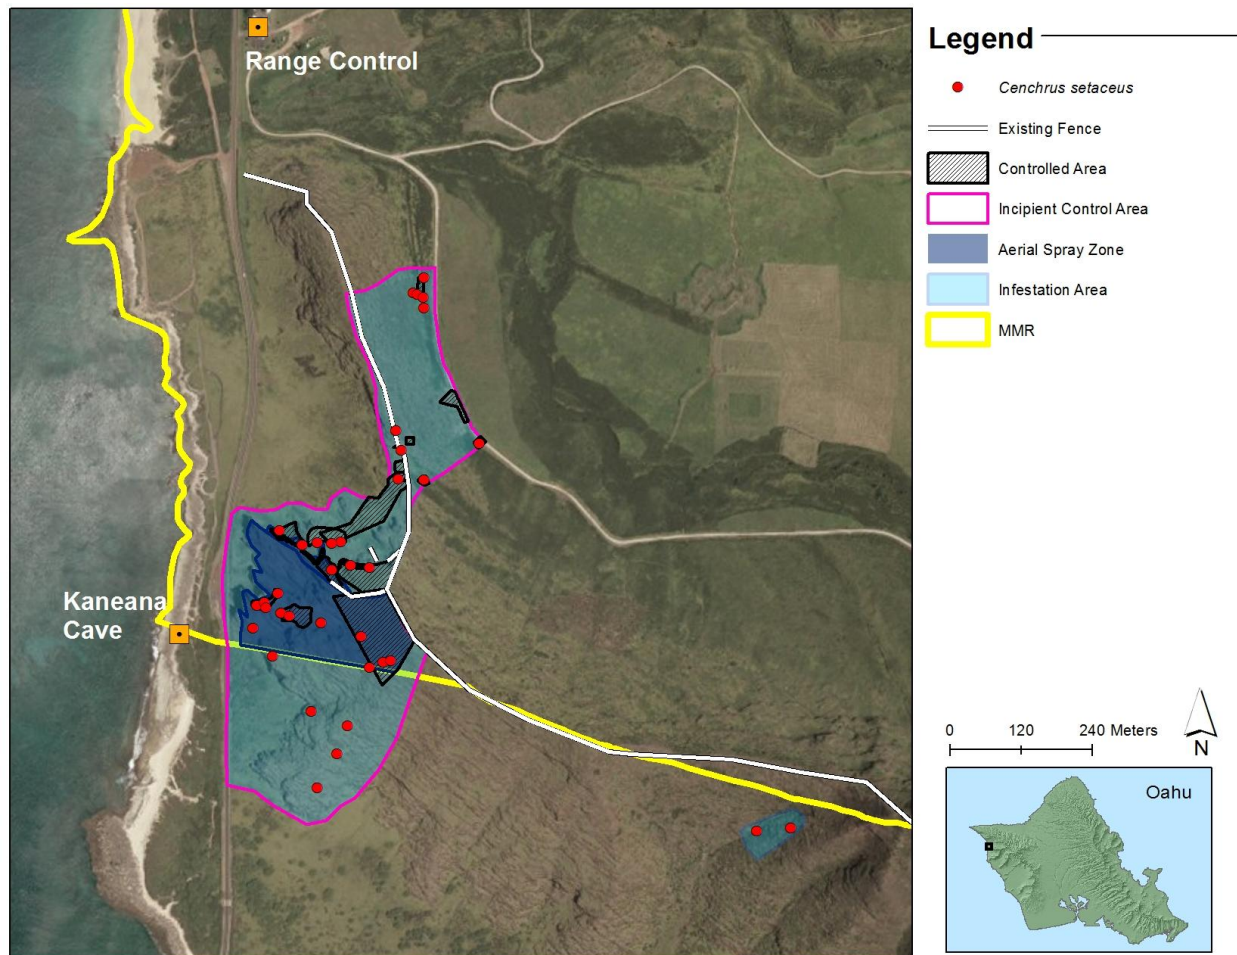 Range Control
Kaneana
Cave
Legend
Cenchrus setaceus
Existing Fence
Controlled Area
Incipient Control Area
Aerial Spray Zone
Infestation Area
MMR
0 120 240 Meters
N
Oahu